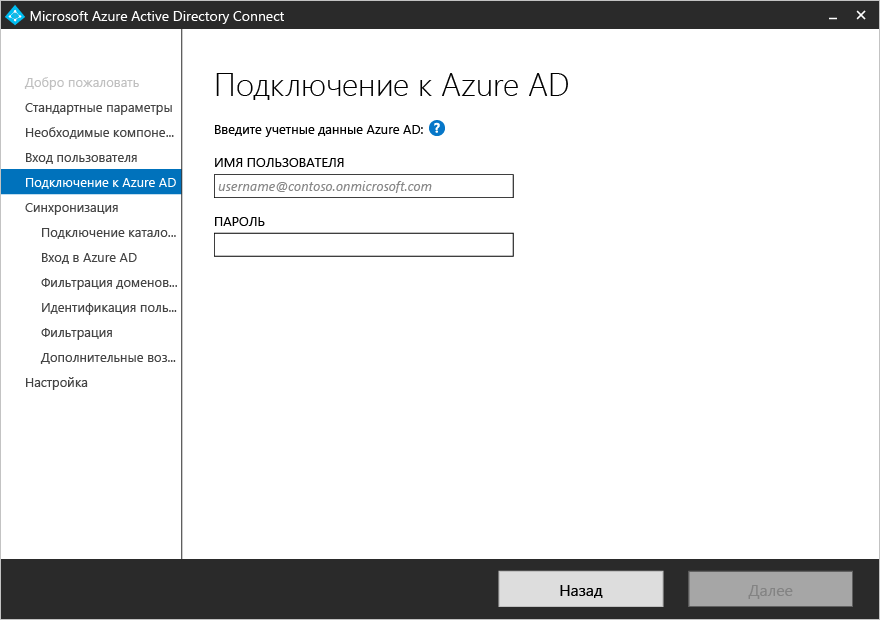 Microsoft Azure Active Directory Connect
Добро пожаловать
Стандартные параметры
Необходимые компоне...
Вход пользователя
Подключение к Azure AD
Синхронизация
Подключение катало...
Вход в Azure AD
Фильтрация доменов...
Идентификация поль...
Фильтрация
Дополнительные воз...
Настройка
Подключение к Azure AD
Введите учетные данные Azure AD: ?
ИМЯ ПОЛЬЗОВАТЕЛЯ
username@contoso.onmicrosoft.com
ПАРОЛЬ
Назад
Далее